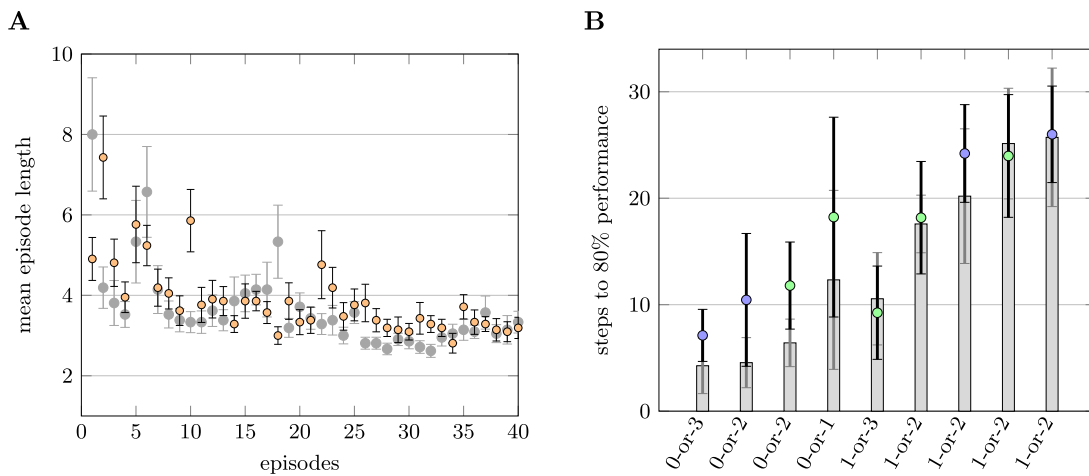 A
mean episode length
10
8
6
4
2
0 5 10 15 20 25 30 35 40
episodes
B
steps to 80% performance
30
20
10
0
0-or-3 0-or-2 0-or-2 0-or-1 1-or-3 1-or-2 1-or-2 1-or-2 1-or-2